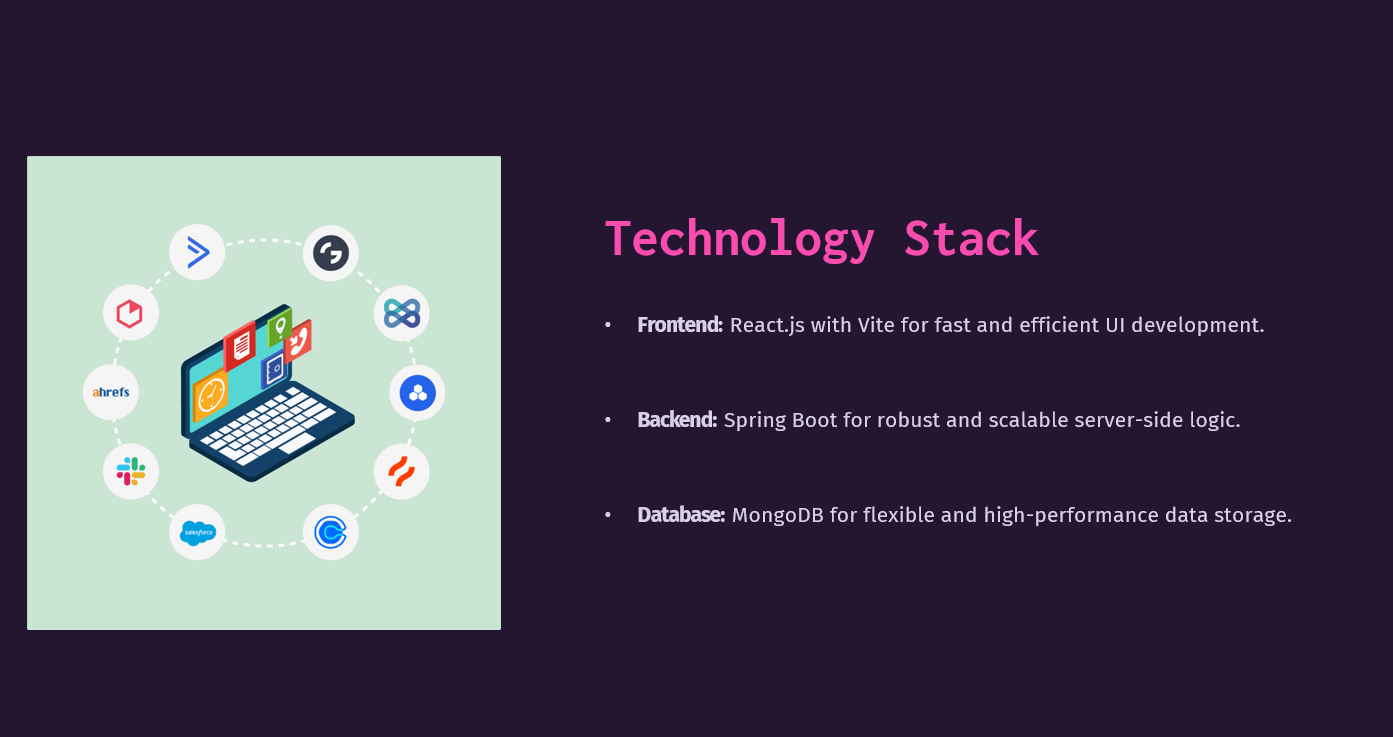 Technology Stack
• Frontend: React.js with Vite for fast and efficient UI development.
• Backend: Spring Boot for robust and scalable server-side logic.
• Database: MongoDB for flexible and high-performance data storage.
ahrefs
salesforce